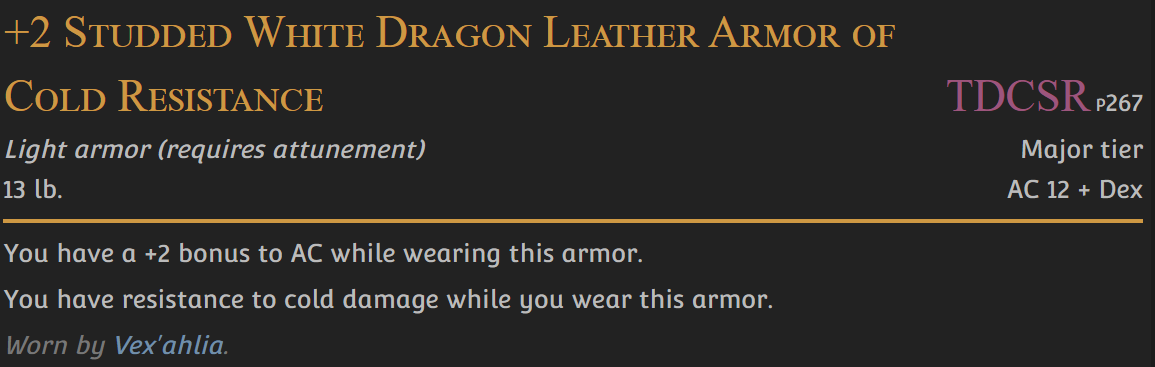 +2 Studded White Dragon Leather Armor of
Cold Resistance TDCSR P267
Light armor (requires attunement) Major tier
13 lb. AC 12 + Dex
You have a +2 bonus to AC while wearing this armor.
You have resistance to cold damage while you wear this armor.
Worn by Vex'ahlia.